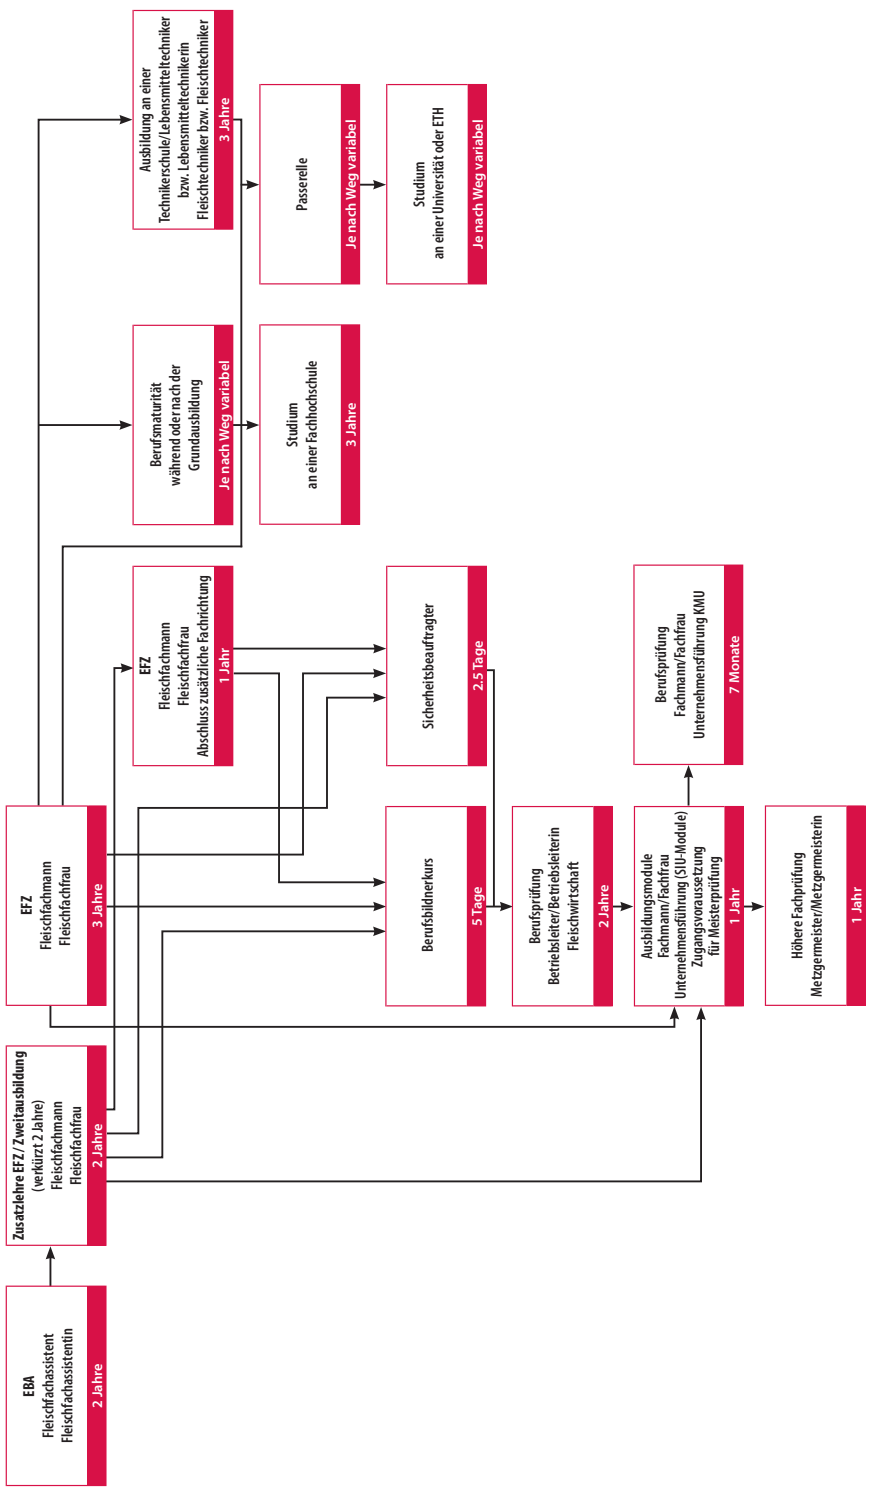 EBA
Fleischfachassistent
Fleischfachassistentin
2 Jahre
Zusatzlehre EFZ/ Zweitausbildung
(verkürzt 2 Jahre)
Fleischfachmann
Fleischfachfrau
2 Jahre
EFZ
Fleischfachmann
Fleischfachfrau
3 Jahre
EFZ
Fleischfachmann
Fleischfachfrau
Abschluss zusätzliche Fachrichtung
1 Jahr
Berufsmaturität
während oder nach der
Grundausbildung
Je nach Weg variabel
Ausbildung an einer
Technikerschule/Lebensmitteltechniker
bzw. Lebensmitteltechnikerin
Fleischtechniker bzw. Fleischtechniker
3 Jahre
Studium
an einer Fachhochschule
3 Jahre
Passerelle
Je nach Weg variabel
Berufsbildnerkurs
5 Tage
Sicherheitsbeauftragter
2.5 Tage
Studium
an einer Universität oder ETH
Je nach Weg variabel
Berufsprüfung
Betriebsleiter/Betriebsleiterin
Fleischwirtschaft
2 Jahre
Ausbildungsmodule
Fachmann/Fachfrau
Unternehmensführung (SIU-Module)
Zugangsvoraussetzung
für Meisterprüfung
1 Jahr
Berufsprüfung
Fachmann/Fachfrau
Unternehmensführung KMU
7 Monate
Höhere Fachprüfung
Metzgermeister/Metzgermeisterin
1 Jahr